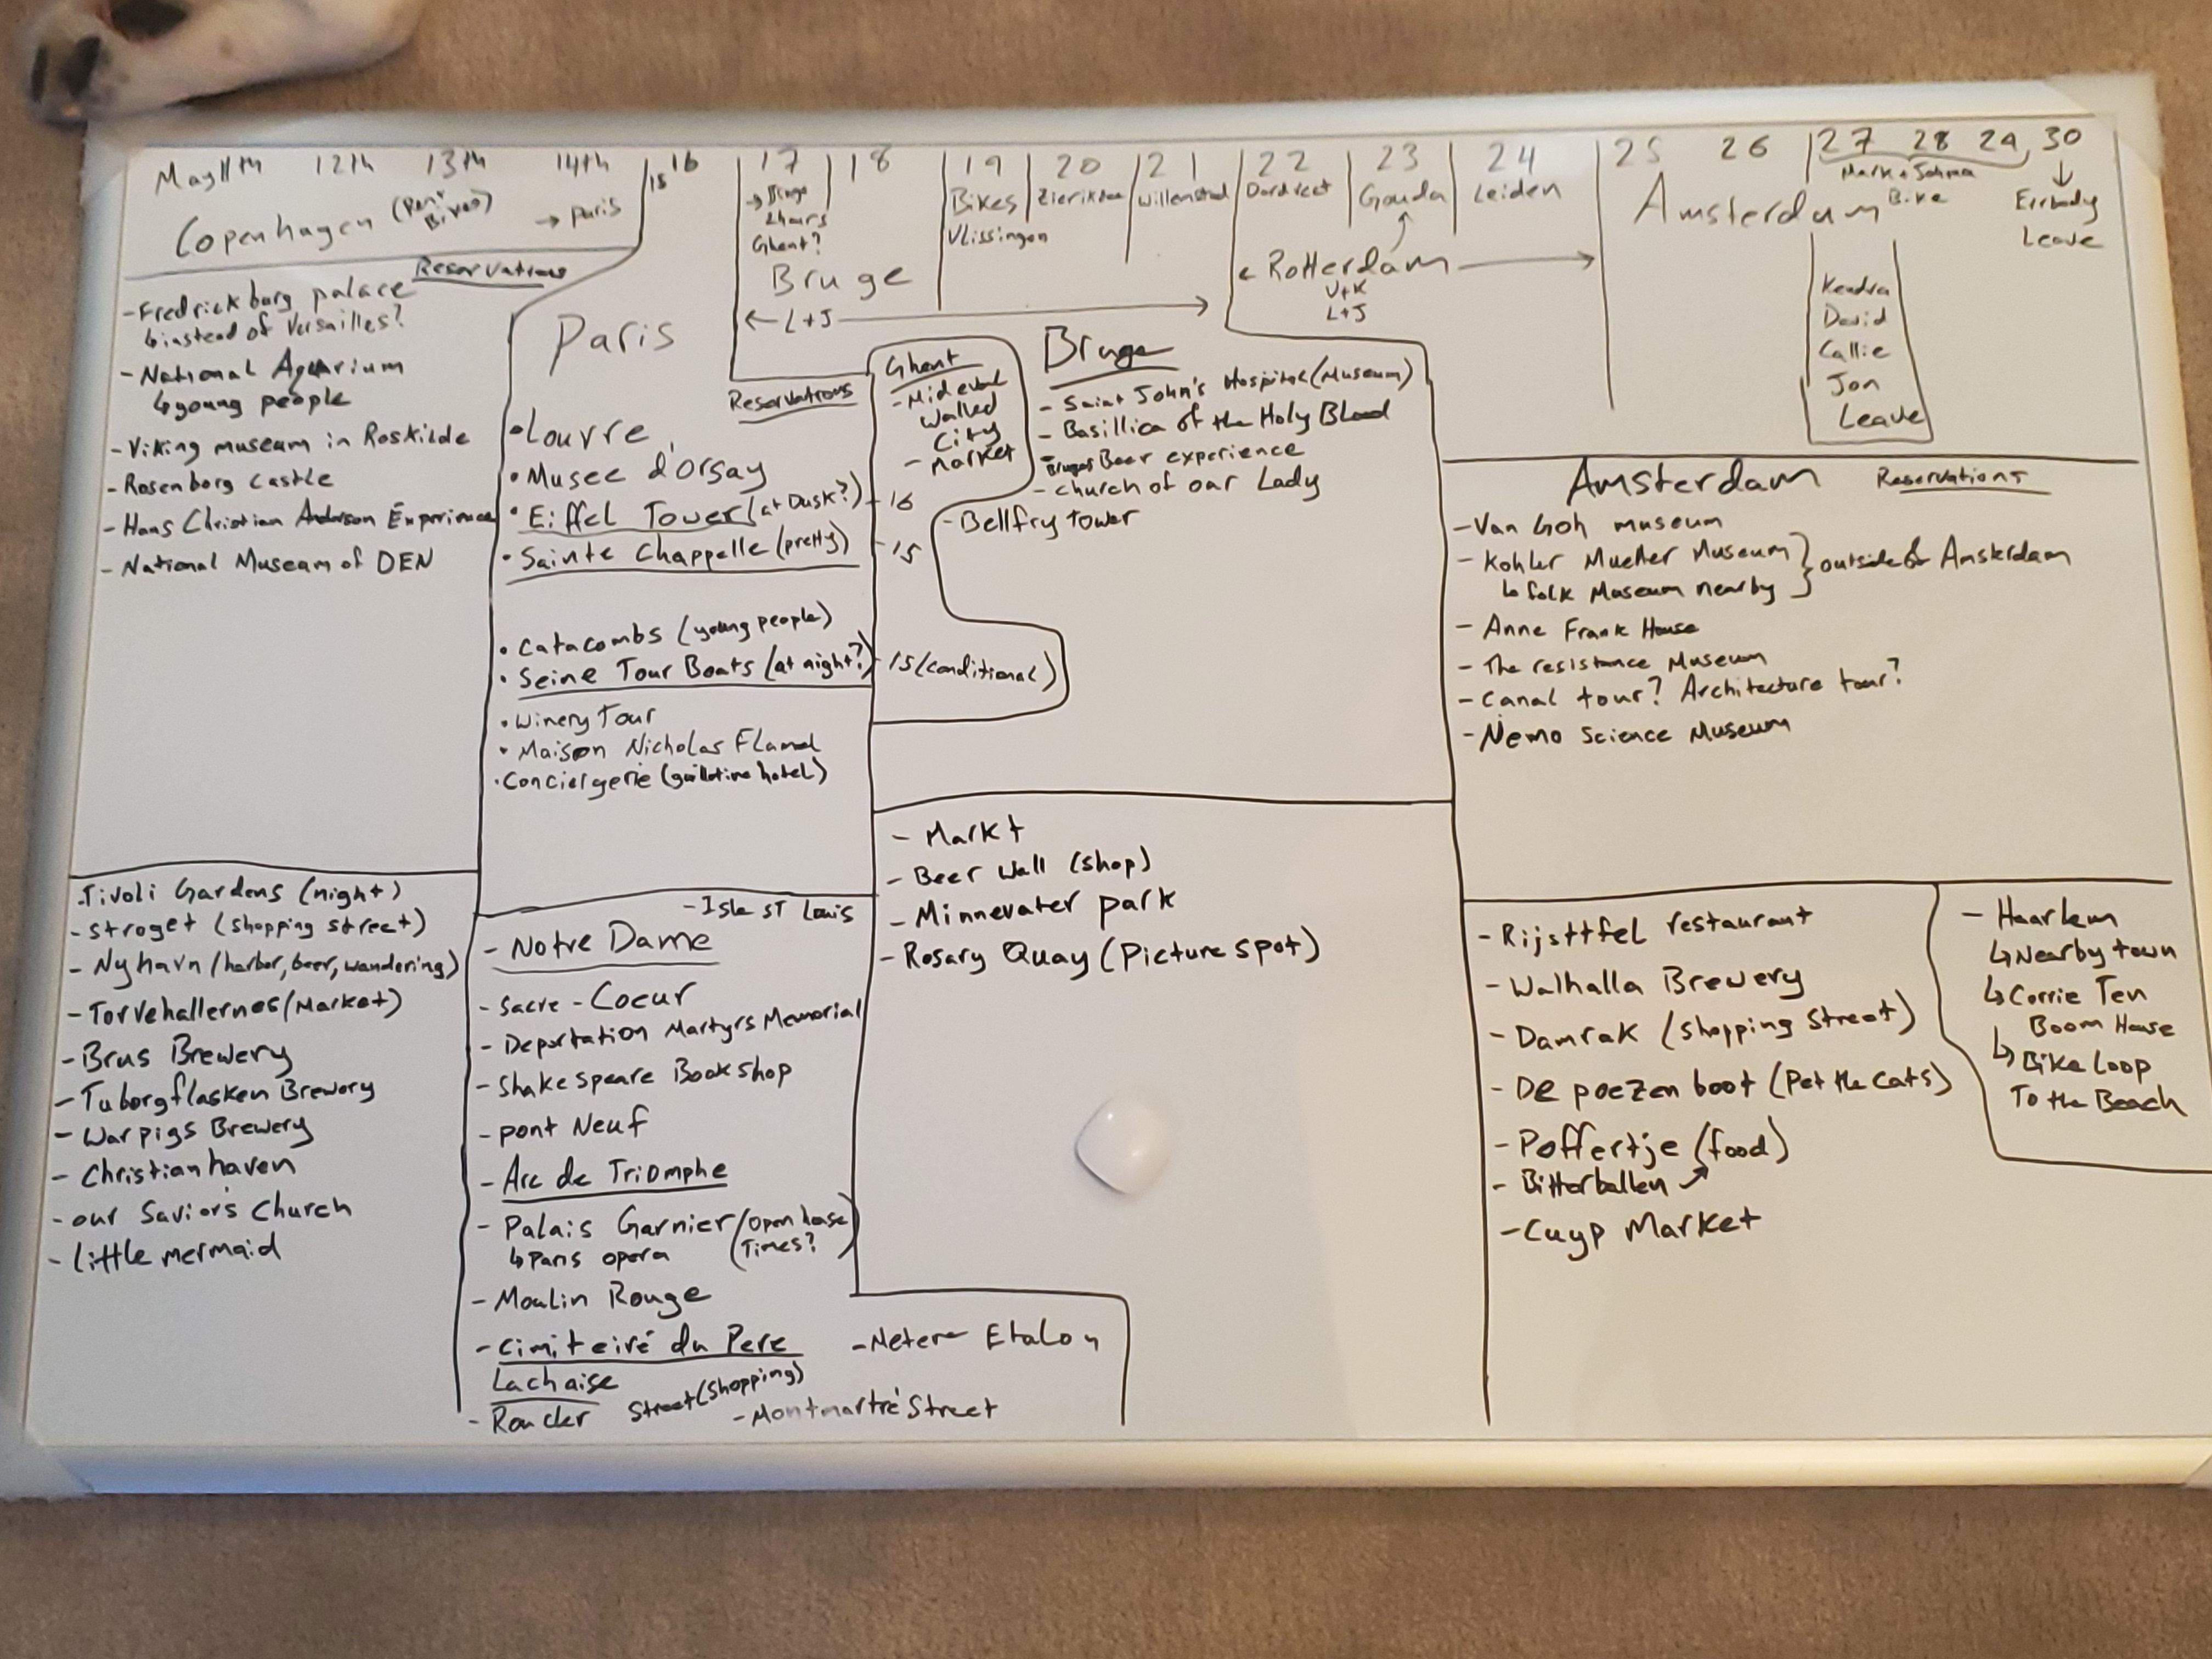 May 11th 12th 13th 14th 15 16 17 18 19 20 21 22 23 24 25 26 27 28 29 30
Copenhagen (Rent Bikes) → Paris
→ Bruge
2hours
Ghent?
Bruge
← L+J →
Bikes
Vlissingen
Zierikzee
Willemstad
Dordrect
Gouda
Leiden
← Rotterdam →
V+K
L+J
Amsterdam
Mark + Johma
Bike
↓
Leave
Kendra
David
Callie
Jon
Leave
Reservations
- Fredrick borg palace
↳ instead of Versailles?
- National Aquarium
↳ young people
- Viking museum in Roskilde
- Rosenborg Castle
- Hans Christian Anderson Experience
- National Museam of DEN
- Tivoli Gardens (night)
- Stroget (shopping street)
- Nyhavn (harbor, beer, wandering)
- Torvehallernes (Market)
- Brus Brewery
- Tuborgflasken Brewery
- Warpigs Brewery
- Christianhaven
- our Savior's Church
- little mermaid
Paris
Reservations
• Louvre
• Musee d'orsay
• Eiffel Tower (at Dusk?) - 16
• Sainte Chappelle (pretty) - 15
• Catacombs (young people)
• Seine Tour Boats (at night?) - 15 (conditional)
• Winery Tour
• Maison Nicholas Flamel
• Conciergerie (guillotine hotel)
- Isle ST Louis
- Notre Dame
- Sacre - Coeur
- Deportation Martyrs Memorial
- Shakespeare Bookshop
- pont Neuf
- Arc de Triomphe
- Palais Garnier (open house Times?)
↳ Paris opera
- Moulin Rouge
- Cimiteiré du Pere
Lachaise
- Street (shopping)
- Metere Etalon
- Montmartré Street
Ghent
- Mideval
Walled
City
- Market
Bruge
- Saint John's Hospital (Museum)
- Basillica of the Holy Blood
- Bruges Beer experience
- Church of our Lady
- Bellfry tower
- Markt
- Beer Wall (shop)
- Minnevater park
- Rosary Quay (Picture spot)
Amsterdam Reservations
- Van Goh museum
- Kohler Mueller Museum } outside of Amsterdam
↳ folk Museum nearby
- Anne Frank House
- The resistance Museum
- Canal tour? Architecture tour?
- Nemo Science Museum
- Rijsttfel restaurant
- Walhalla Brewery
- Damrak (shopping Street)
- De poezen boot (Pet the Cats)
- Poffertje (food)
- Bitterballen ↗
- Cuyp Market
- Haarlem
↳ Nearby town
↳ Corrie Ten
Boom House
↳ Bike loop
To the Beach